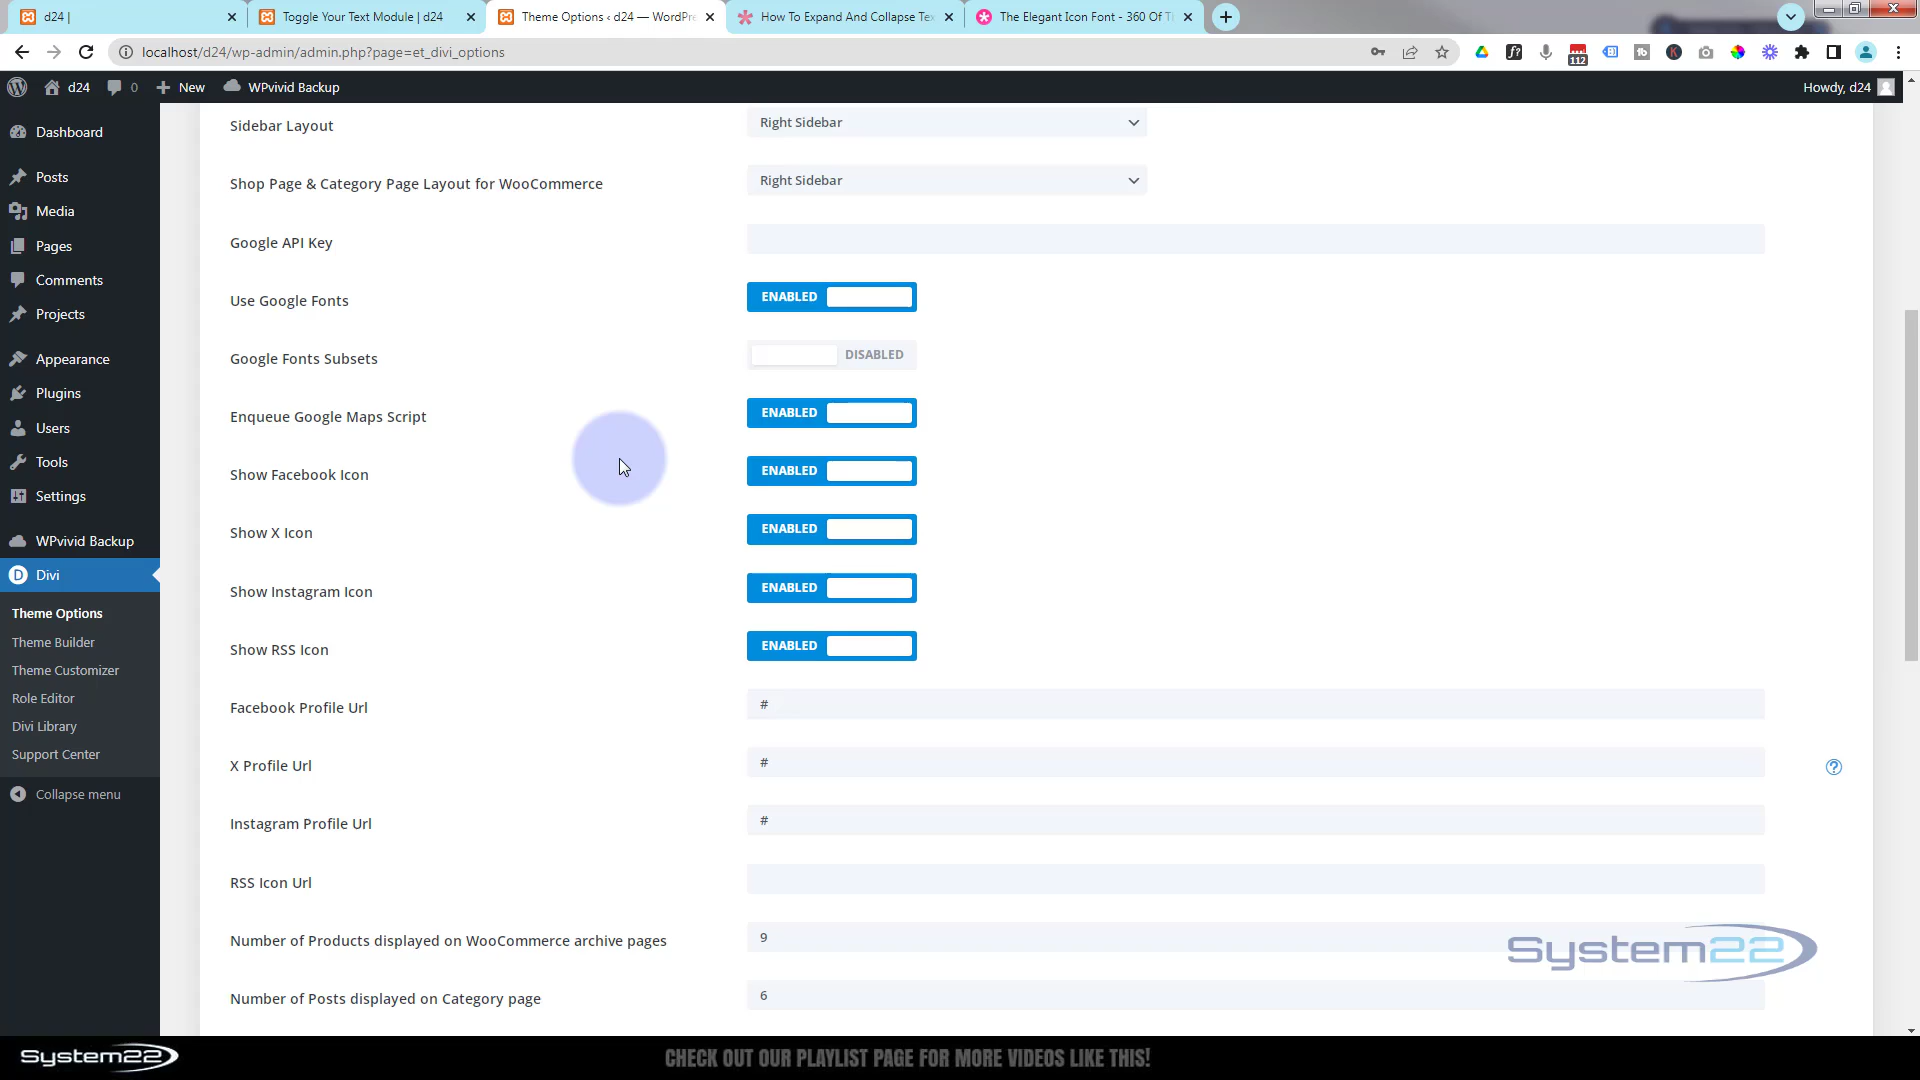 d24 |
Toggle Your Text Module | d24
Theme Options ‹ d24 — WordPre
How To Expand And Collapse Tex
The Elegant Icon Font - 360 Of Th
localhost/d24/wp-admin/admin.php?page=et_divi_options
112
d24
0
New
WPvivid Backup
Howdy, d24
Dashboard
Posts
Media
Pages
Comments
Projects
Appearance
Plugins
Users
Tools
Settings
WPvivid Backup
Divi
Theme Options
Theme Builder
Theme Customizer
Role Editor
Divi Library
Support Center
Collapse menu
Sidebar Layout
Right Sidebar
Shop Page & Category Page Layout for WooCommerce
Right Sidebar
Google API Key
Use Google Fonts
ENABLED
Google Fonts Subsets
DISABLED
Enqueue Google Maps Script
ENABLED
Show Facebook Icon
ENABLED
Show X Icon
ENABLED
Show Instagram Icon
ENABLED
Show RSS Icon
ENABLED
Facebook Profile Url
#
X Profile Url
#
Instagram Profile Url
#
RSS Icon Url
Number of Products displayed on WooCommerce archive pages
9
Number of Posts displayed on Category page
6
System22
System22
CHECK OUT OUR PLAYLIST PAGE FOR MORE VIDEOS LIKE THIS!